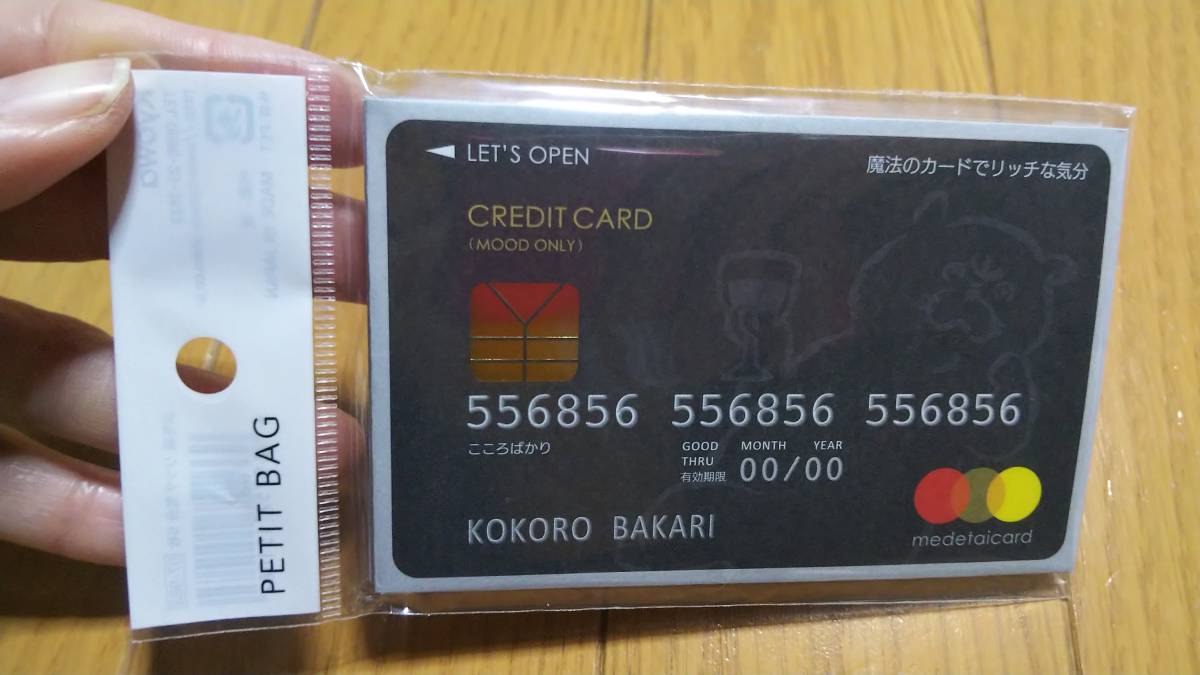 LET'S OPEN
魔法のカードでリッチな気分
CREDIT CARD
(MOOD ONLY)
556856 556856 556856
こころばかり
GOOD THRU
有効期限
MONTH YEAR
00/00
KOKORO BAKARI
medetaicard
PETIT BAG